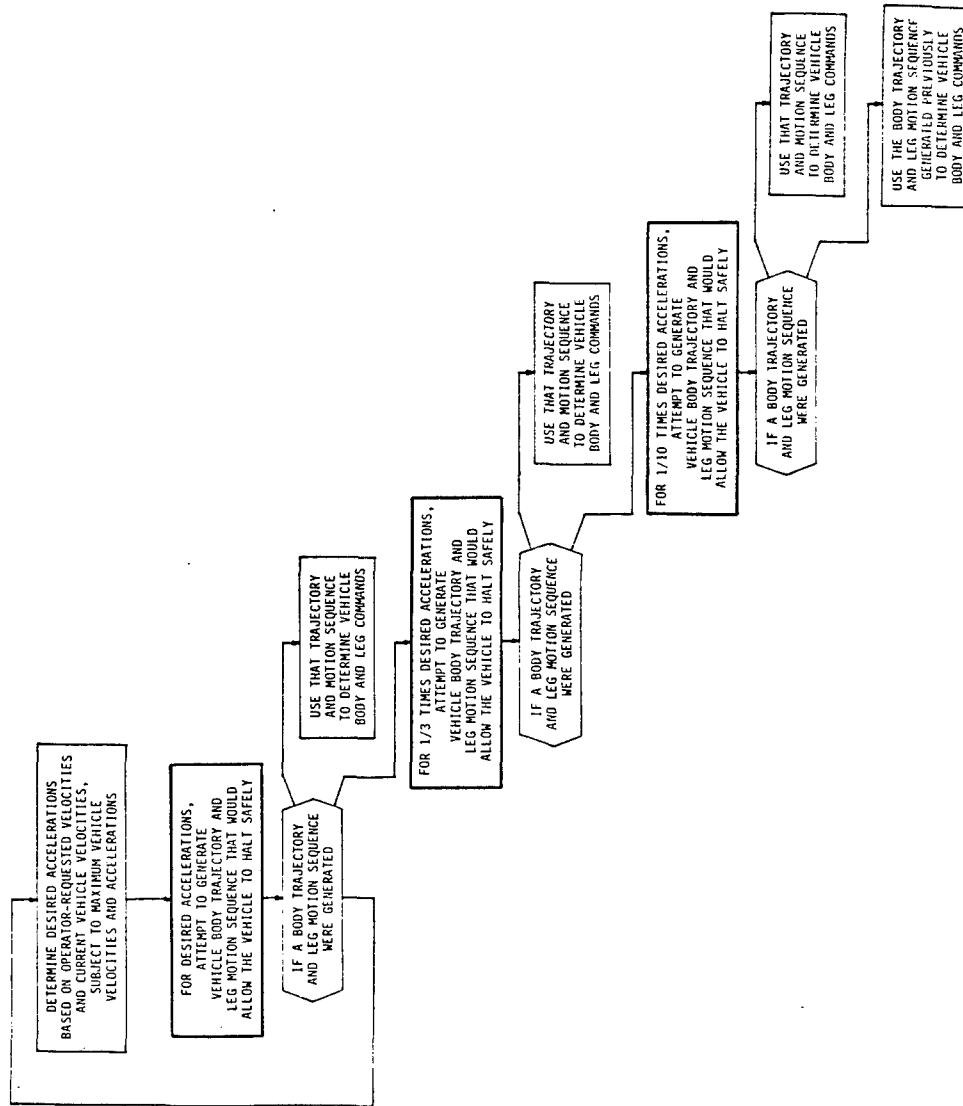 DETERMINE DESIRED ACCELERATIONS
BASED ON OPERATOR-REQUESTED VELOCITIES
AND CURRENT VEHICLE VELOCITIES,
SUBJECT TO MAXIMUM VEHICLE
VELOCITIES AND ACCELERATIONS
FOR DESIRED ACCELERATIONS,
ATTEMPT TO GENERATE
VEHICLE BODY TRAJECTORY AND
LEG MOTION SEQUENCE THAT WOULD
ALLOW THE VEHICLE TO HALT SAFELY
IF A BODY TRAJECTORY
AND LEG MOTION SEQUENCE
WERE GENERATED
USE THAT TRAJECTORY
AND MOTION SEQUENCE
TO DETERMINE VEHICLE
BODY AND LEG COMMANDS
FOR 1/3 TIMES DESIRED ACCELERATIONS,
ATTEMPT TO GENERATE
VEHICLE BODY TRAJECTORY AND
LEG MOTION SEQUENCE THAT WOULD
ALLOW THE VEHICLE TO HALT SAFELY
IF A BODY TRAJECTORY
AND LEG MOTION SEQUENCE
WERE GENERATED
USE THAT TRAJECTORY
AND MOTION SEQUENCE
TO DETERMINE VEHICLE
BODY AND LEG COMMANDS
FOR 1/10 TIMES DESIRED ACCELERATIONS,
ATTEMPT TO GENERATE
VEHICLE BODY TRAJECTORY AND
LEG MOTION SEQUENCE THAT WOULD
ALLOW THE VEHICLE TO HALT SAFELY
IF A BODY TRAJECTORY
AND LEG MOTION SEQUENCE
WERE GENERATED
USE THAT TRAJECTORY
AND MOTION SEQUENCE
TO DETERMINE VEHICLE
BODY AND LEG COMMANDS
USE THE BODY TRAJECTORY
AND LEG MOTION SEQUENCE
GENERATED PREVIOUSLY
TO DETERMINE VEHICLE
BODY AND LEG COMMANDS